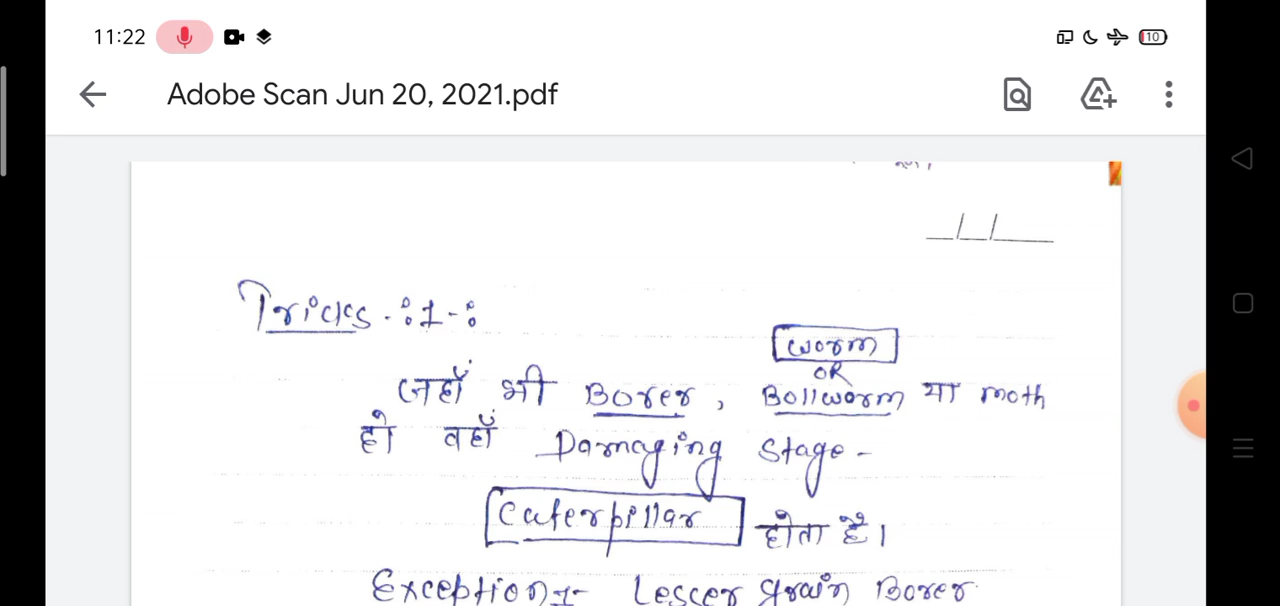 11:22
10
Adobe Scan Jun 20, 2021.pdf
Tricks :1-:
worm
OR
जहाँ भी Borer, Bollworm या moth
हो वहाँ Damaging Stage-
Caterpillar होता है।
Exception:- Lesser grain Borer